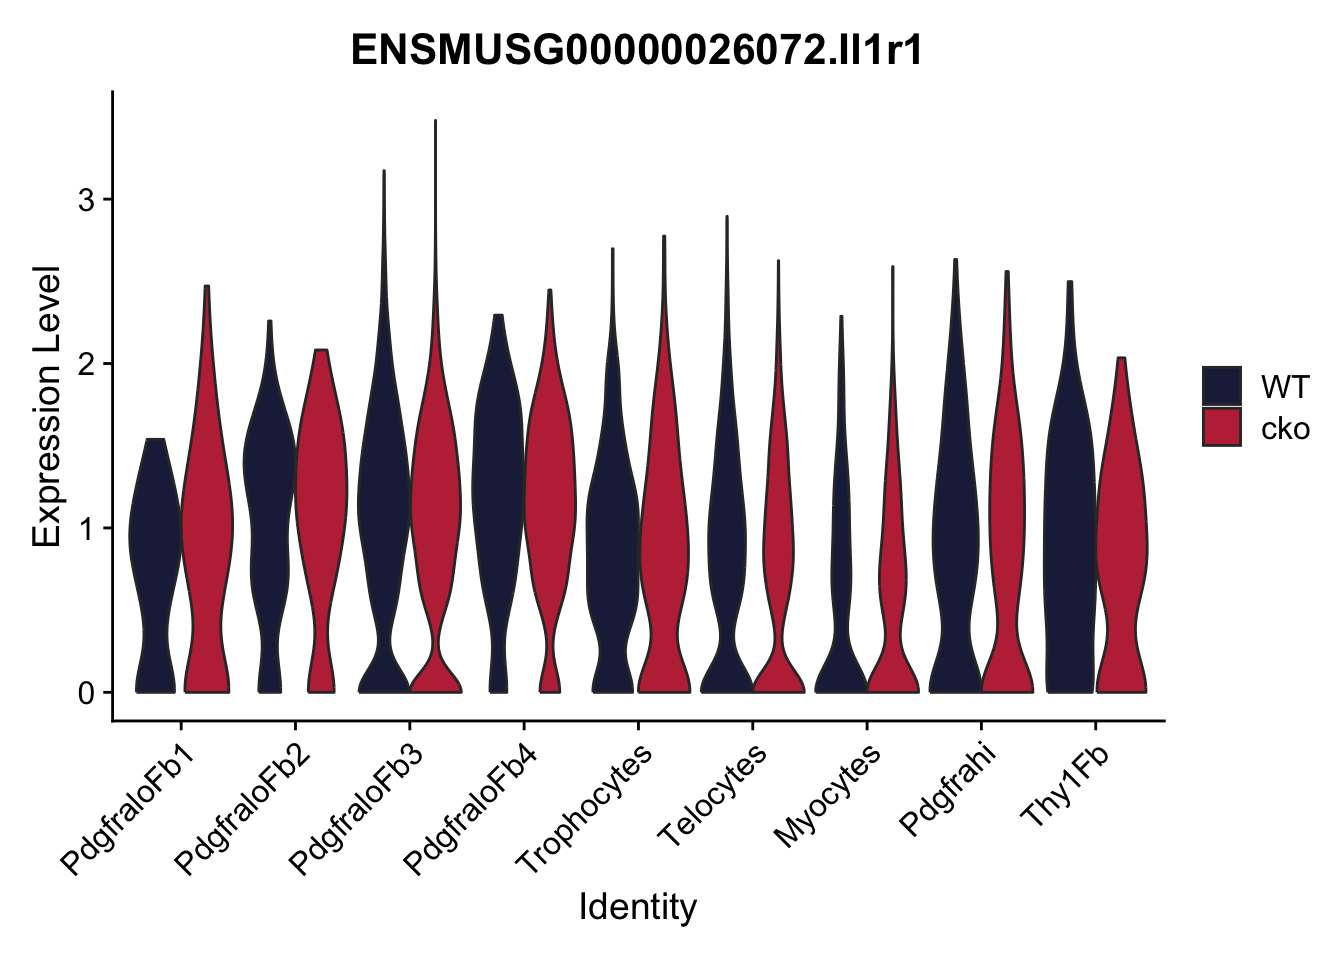 ENSMUSG00000026072.Il1r1
Expression Level
3
2
1
0
PdgfraloFb1
PdgfraloFb2
PdgfraloFb3
PdgfraloFb4
Trophocytes
Telocytes
Myocytes
Pdgfrahi
Thy1Fb
Identity
WT
cko